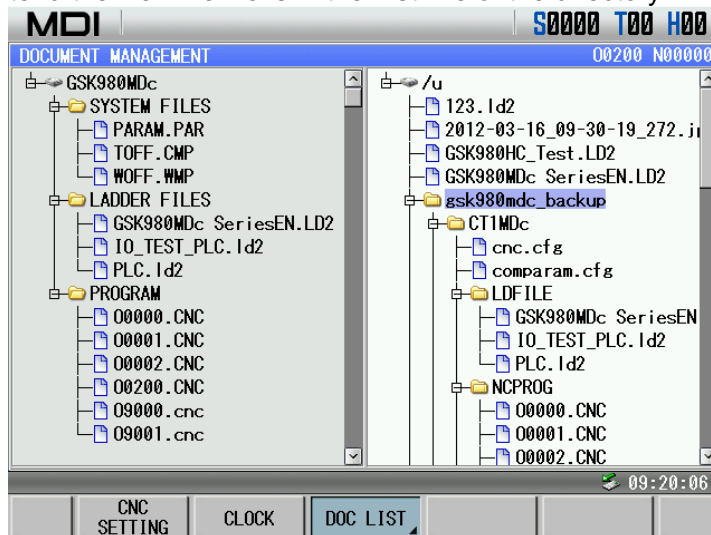 MDI S0000 T00 H00
DOCUMENT MANAGEMENT O0200 N00000
GSK980MDc
SYSTEM FILES
PARAM.PAR
TOFF.CMP
WOFF.WMP
LADDER FILES
GSK980MDc SeriesEN.LD2
IO_TEST_PLC.ld2
PLC.ld2
PROGRAM
O0000.CNC
O0001.CNC
O0002.CNC
O0200.CNC
O9000.cnc
O9001.cnc
/u
123.ld2
2012-03-16_09-30-19_272.j
GSK980HC_Test.LD2
GSK980MDc SeriesEN.LD2
gsk980mdc_backup
CT1MDc
cnc.cfg
comparam.cfg
LDFILE
GSK980MDc SeriesEN
IO_TEST_PLC.ld2
PLC.ld2
NCPROG
O0000.CNC
O0001.CNC
O0002.CNC
09:20:06
CNC SETTING
CLOCK
DOC LIST